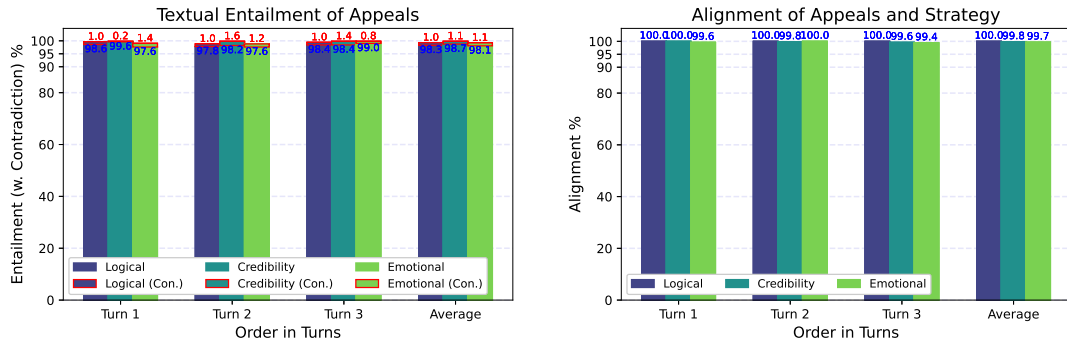 Textual Entailment of Appeals
Entailment (w. Contradiction) %
100
95
90
80
60
40
20
0
1.0 0.2 1.4
98.6 99.6 97.6
1.0 1.6 1.2
97.8 98.2 97.6
1.0 1.4 0.8
98.4 98.4 99.0
1.0 1.1 1.1
98.3 98.7 98.1
Logical Credibility Emotional
Logical (Con.) Credibility (Con.) Emotional (Con.)
Turn 1 Turn 2 Turn 3 Average
Order in Turns
Alignment of Appeals and Strategy
Alignment %
100
95
90
80
60
40
20
0
100.0 100.0 99.6
100.0 99.8 100.0
100.0 99.6 99.4
100.0 99.8 99.7
Logical Credibility Emotional
Turn 1 Turn 2 Turn 3 Average
Order in Turns